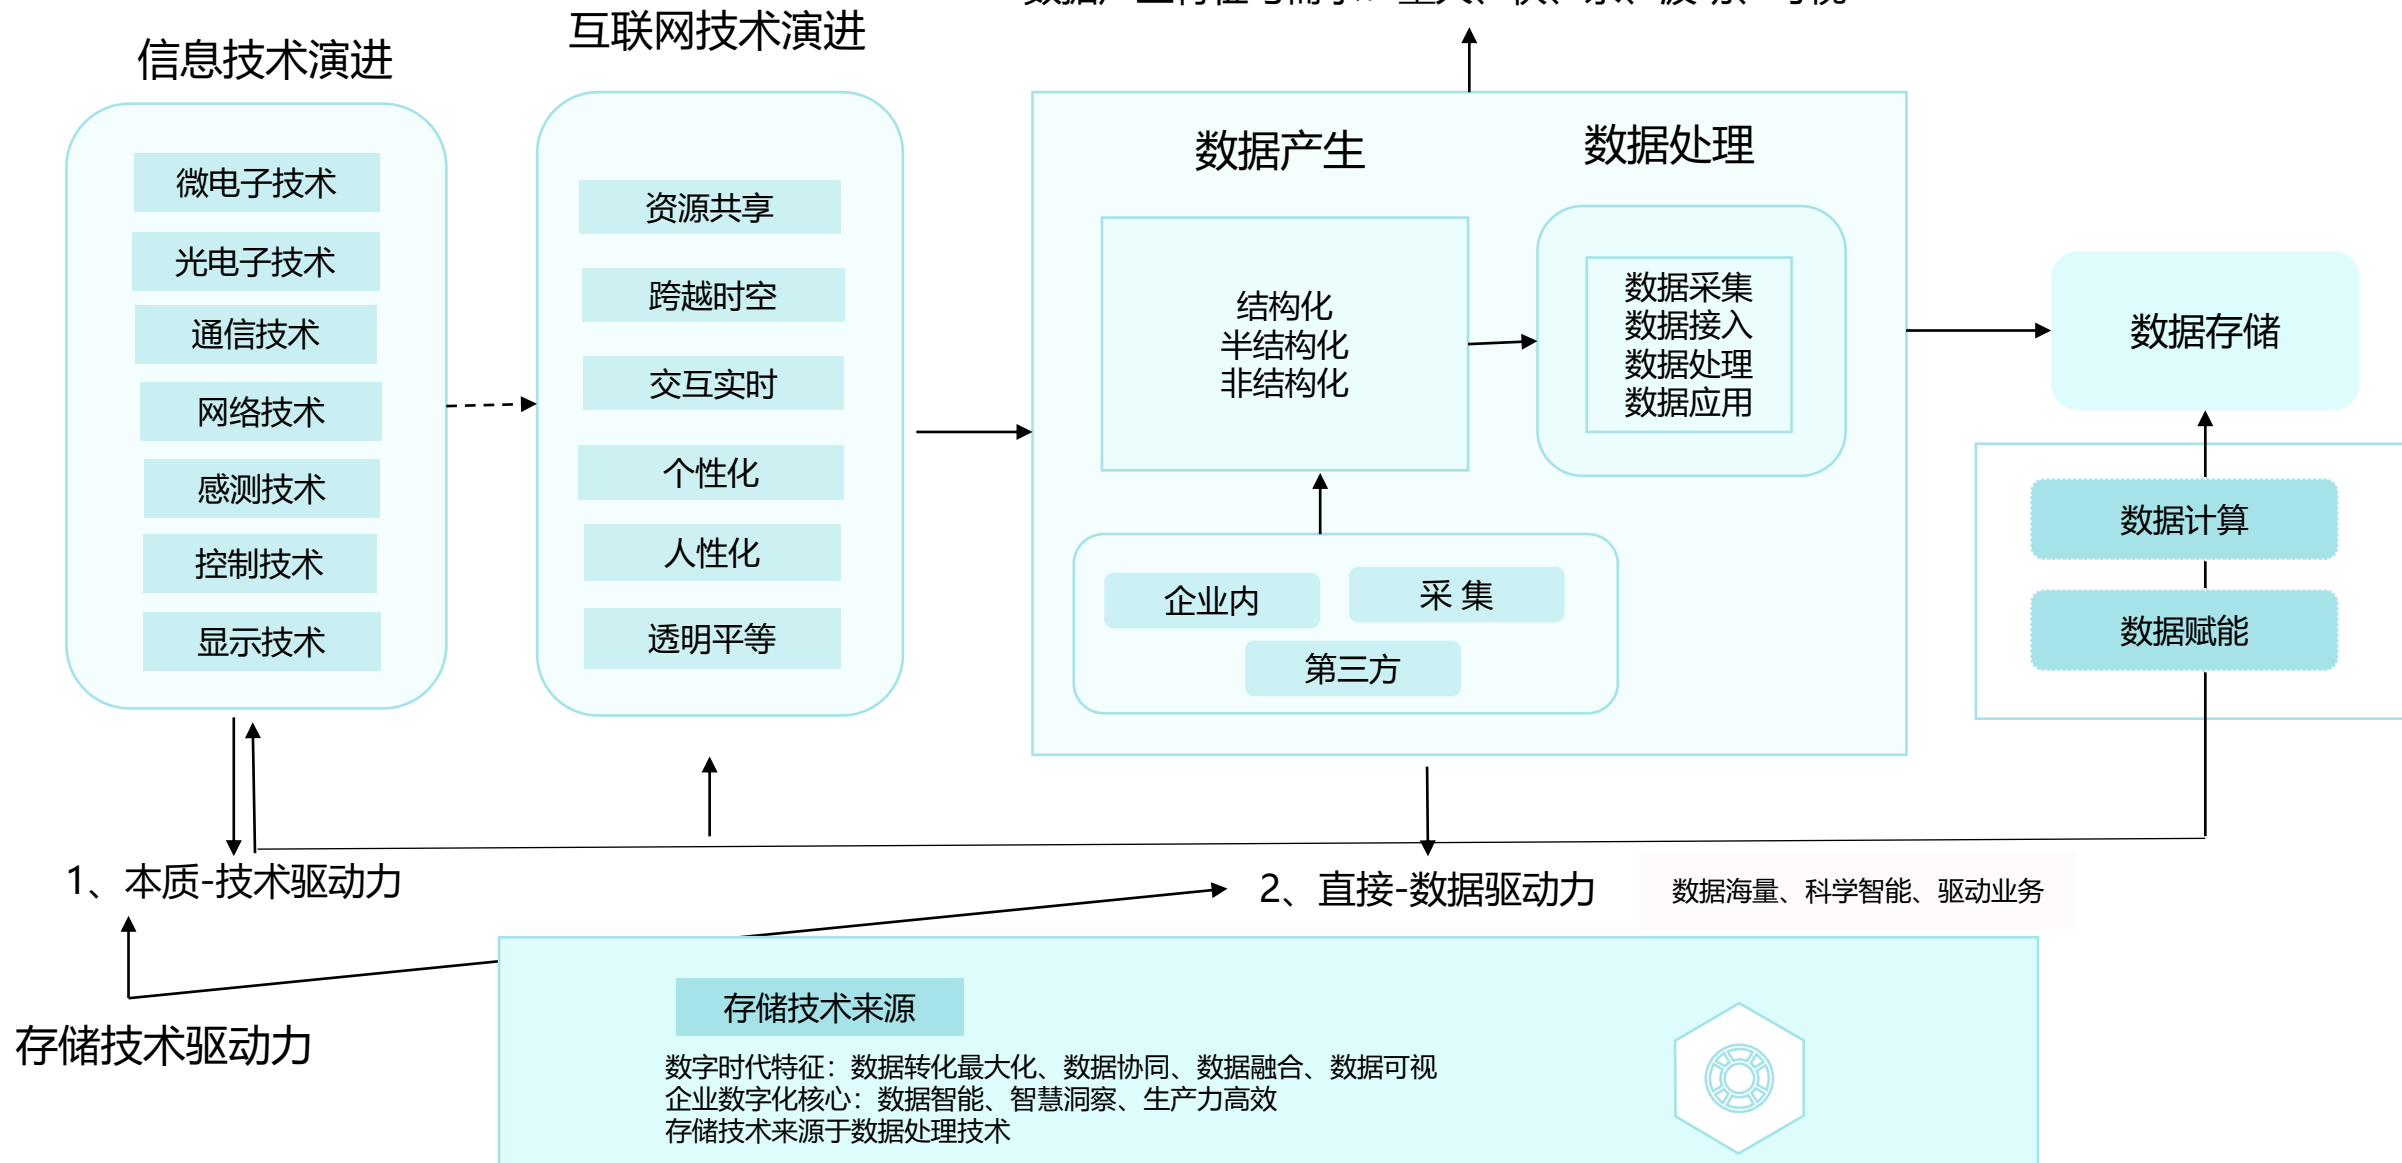 信息技术演进
微电子技术
光电子技术
通信技术
网络技术
感测技术
控制技术
显示技术
互联网技术演进
资源共享
跨越时空
交互实时
个性化
人性化
透明平等
数据产生
结构化
半结构化
非结构化
企业内
采 集
第三方
数据处理
数据采集
数据接入
数据处理
数据应用
数据存储
数据计算
数据赋能
1、本质-技术驱动力
2、直接-数据驱动力
数据海量、科学智能、驱动业务
存储技术驱动力
存储技术来源
数字时代特征：数据转化最大化、数据协同、数据融合、数据可视
企业数字化核心：数据智能、智慧洞察、生产力高效
存储技术来源于数据处理技术